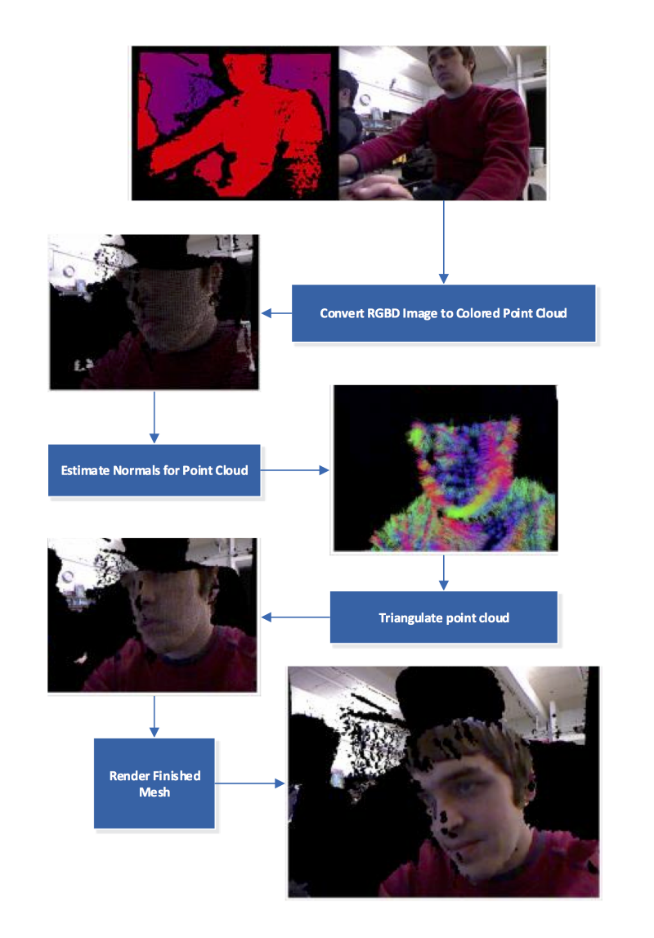 Convert RGBD Image to Colored Point Cloud
Estimate Normals for Point Cloud
Triangulate point cloud
Render Finished
Mesh